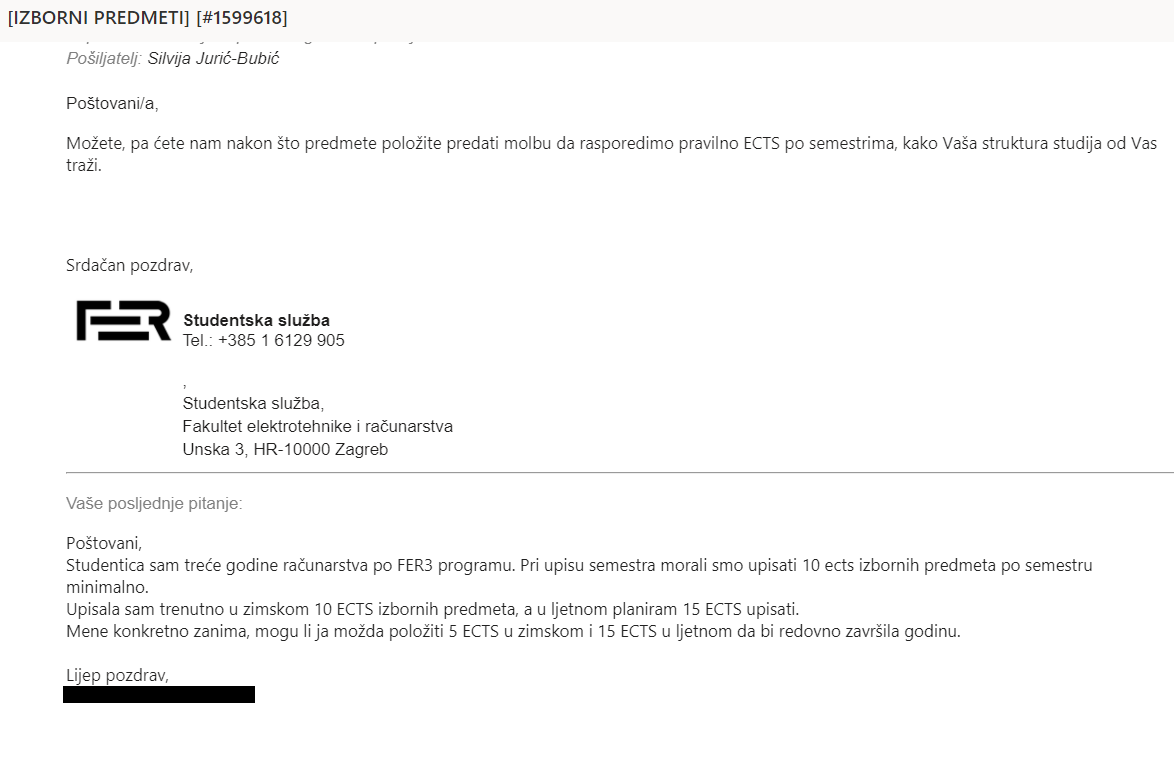 [IZBORNI PREDMETI] [#1599618]
Pošiljatelj: Silvija Jurić-Bubić
Poštovani/a,
Možete, pa ćete nam nakon što predmete položite predati molbu da rasporedimo pravilno ECTS po semestrima, kako Vaša struktura studija od Vas
traži.
Srdačan pozdrav,
FER
Studentska služba
Tel.: +385 1 6129 905
,
Studentska služba,
Fakultet elektrotehnike i računarstva
Unska 3, HR-10000 Zagreb
Vaše posljednje pitanje:
Poštovani,
Studentica sam treće godine računarstva po FER3 programu. Pri upisu semestra morali smo upisati 10 ects izbornih predmeta po semestru
minimalno.
Upisala sam trenutno u zimskom 10 ECTS izbornih predmeta, a u ljetnom planiram 15 ECTS upisati.
Mene konkretno zanima, mogu li ja možda položiti 5 ECTS u zimskom i 15 ECTS u ljetnom da bi redovno završila godinu.
Lijep pozdrav,